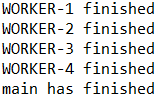 WORKER-1 finished
WORKER-2 finished
WORKER-3 finished
WORKER-4 finished
main has finished